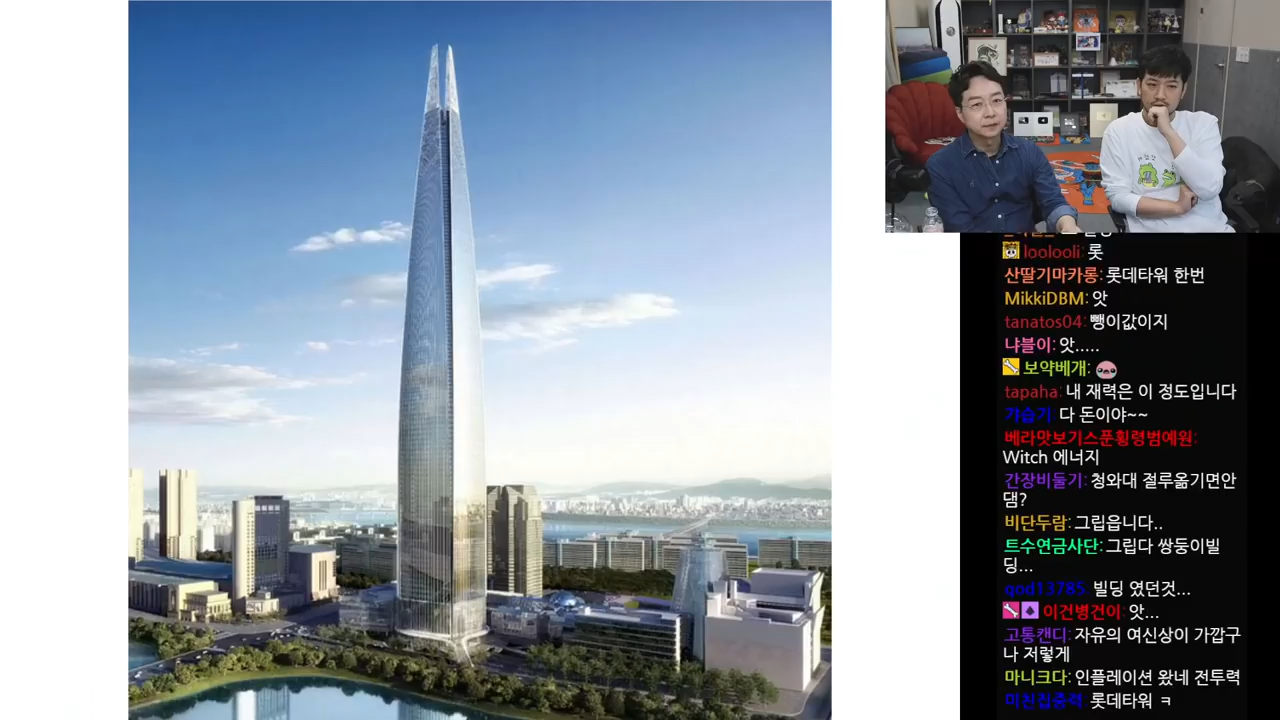 loolooli: 롯
산딸기마카롱: 롯데타워 한번
MikkiDBM: 앗
tanatos04: 뺑이값이지
냐블이: 앗.....
보약베개:
tapaha: 내 재력은 이 정도입니다
갸습기: 다 돈이야~~
베라맛보기스푼횡령범예원:
Witch 에너지
간장비둘기: 청와대 절루옮기면안
댐?
비단두람: 그립읍니다..
트수연금사단: 그립다 쌍둥이빌
딩...
god13785: 빌딩 였던것...
이건병건이: 앗...
고통캔디: 자유의 여신상이 가깝구
나 저렇게
마니크다: 인플레이션 왔네 전투력
미친집중력: 롯데타워 ㅋ